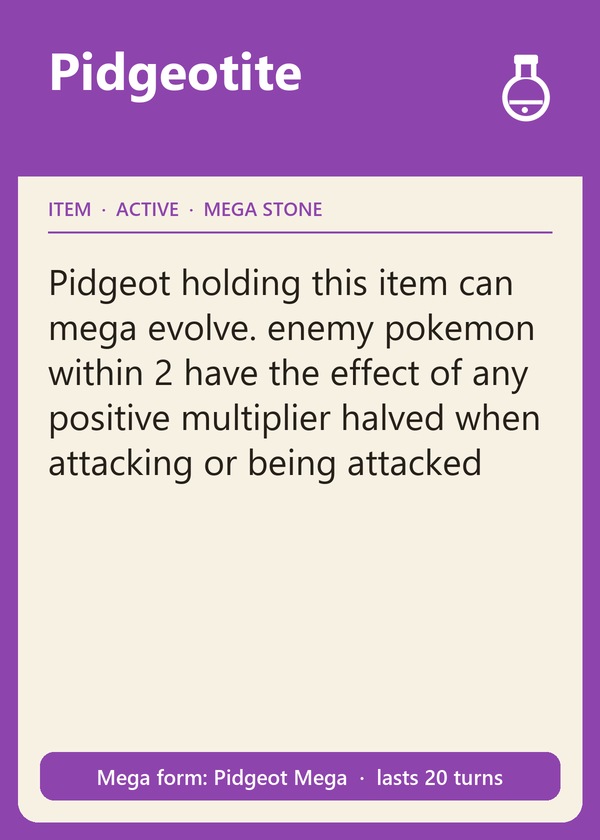 Pidgeotite
ITEM · ACTIVE · MEGA STONE
Pidgeot holding this item can
mega evolve. enemy pokemon
within 2 have the effect of any
positive multiplier halved when
attacking or being attacked
Mega form: Pidgeot Mega · lasts 20 turns